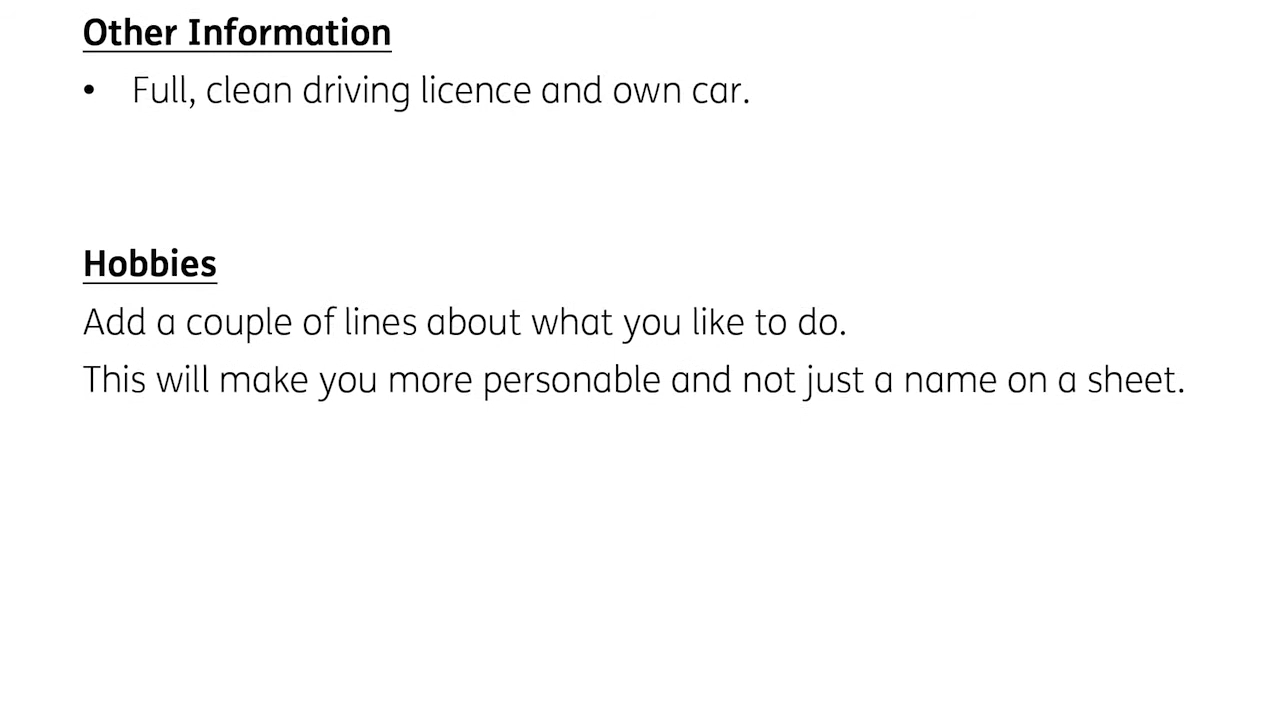 Other Information
• Full, clean driving licence and own car.
Hobbies
Add a couple of lines about what you like to do.
This will make you more personable and not just a name on a sheet.